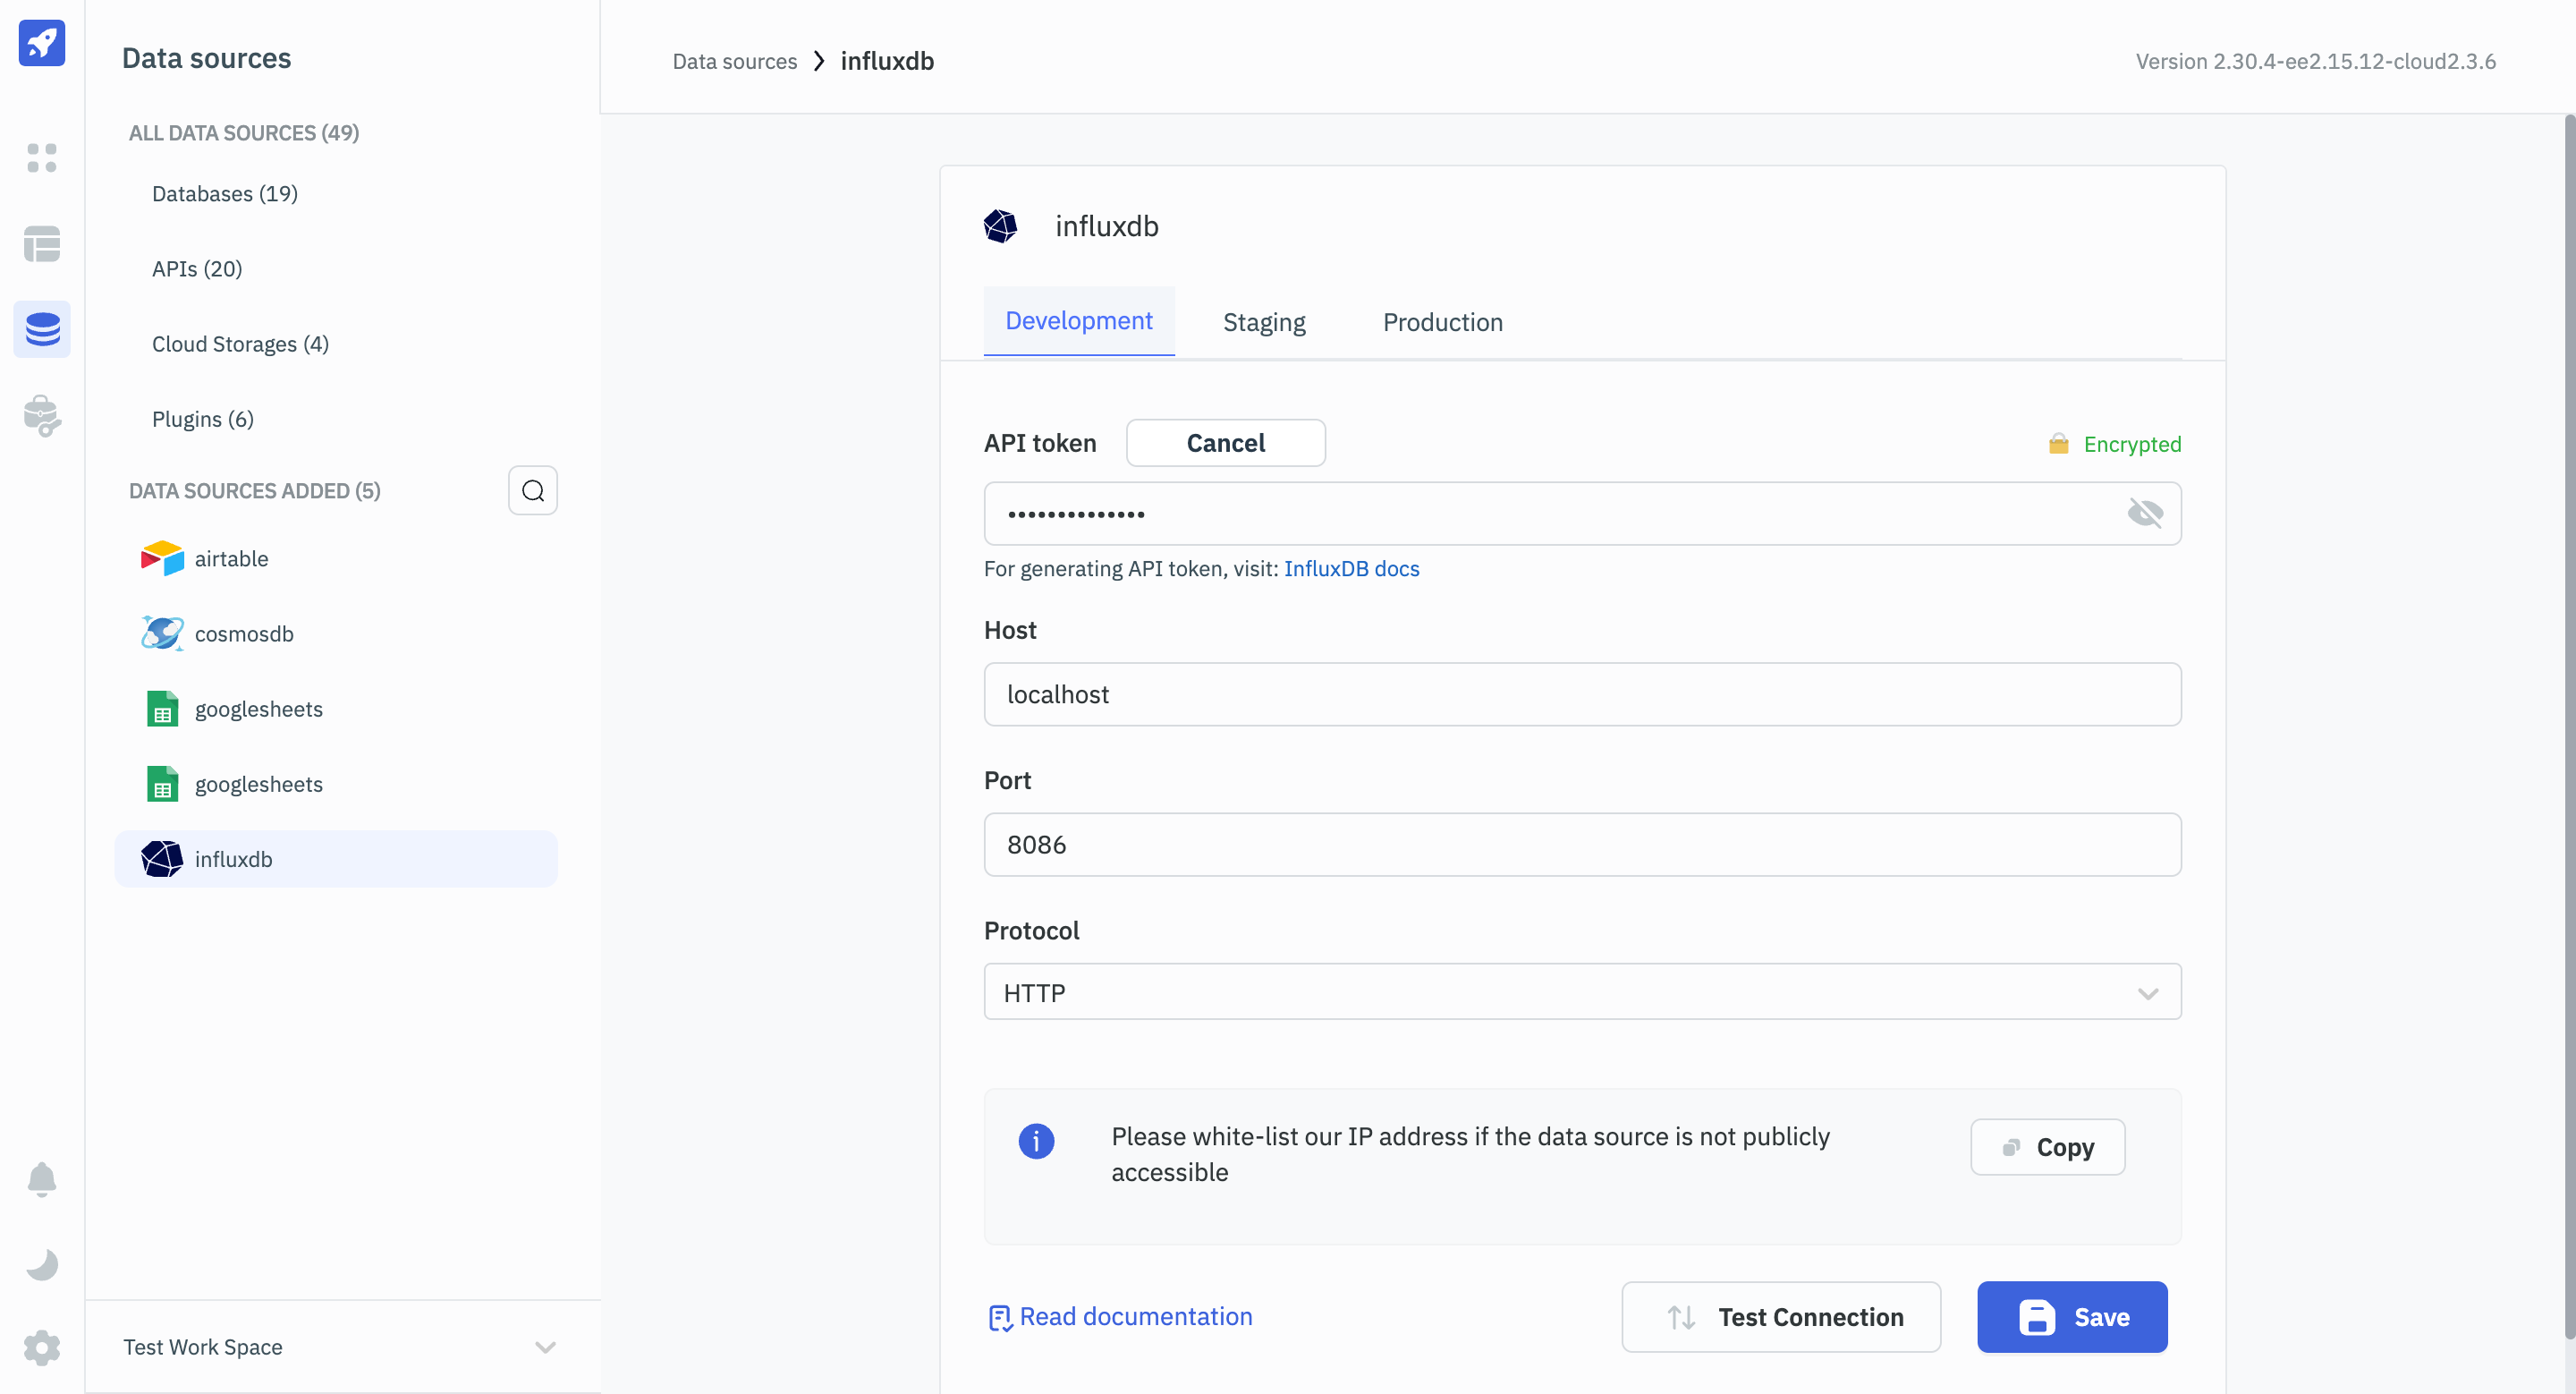 Data sources
ALL DATA SOURCES (49)
Databases (19)
APIs (20)
Cloud Storages (4)
Plugins (6)
DATA SOURCES ADDED (5)
airtable
cosmosdb
googlesheets
googlesheets
influxdb
Test Work Space
Data sources > influxdb
Version 2.30.4-ee2.15.12-cloud2.3.6
influxdb
Development Staging Production
API token Cancel Encrypted
••••••••••••••
For generating API token, visit: InfluxDB docs
Host
localhost
Port
8086
Protocol
HTTP
Please white-list our IP address if the data source is not publicly
accessible
Copy
Read documentation Test Connection Save